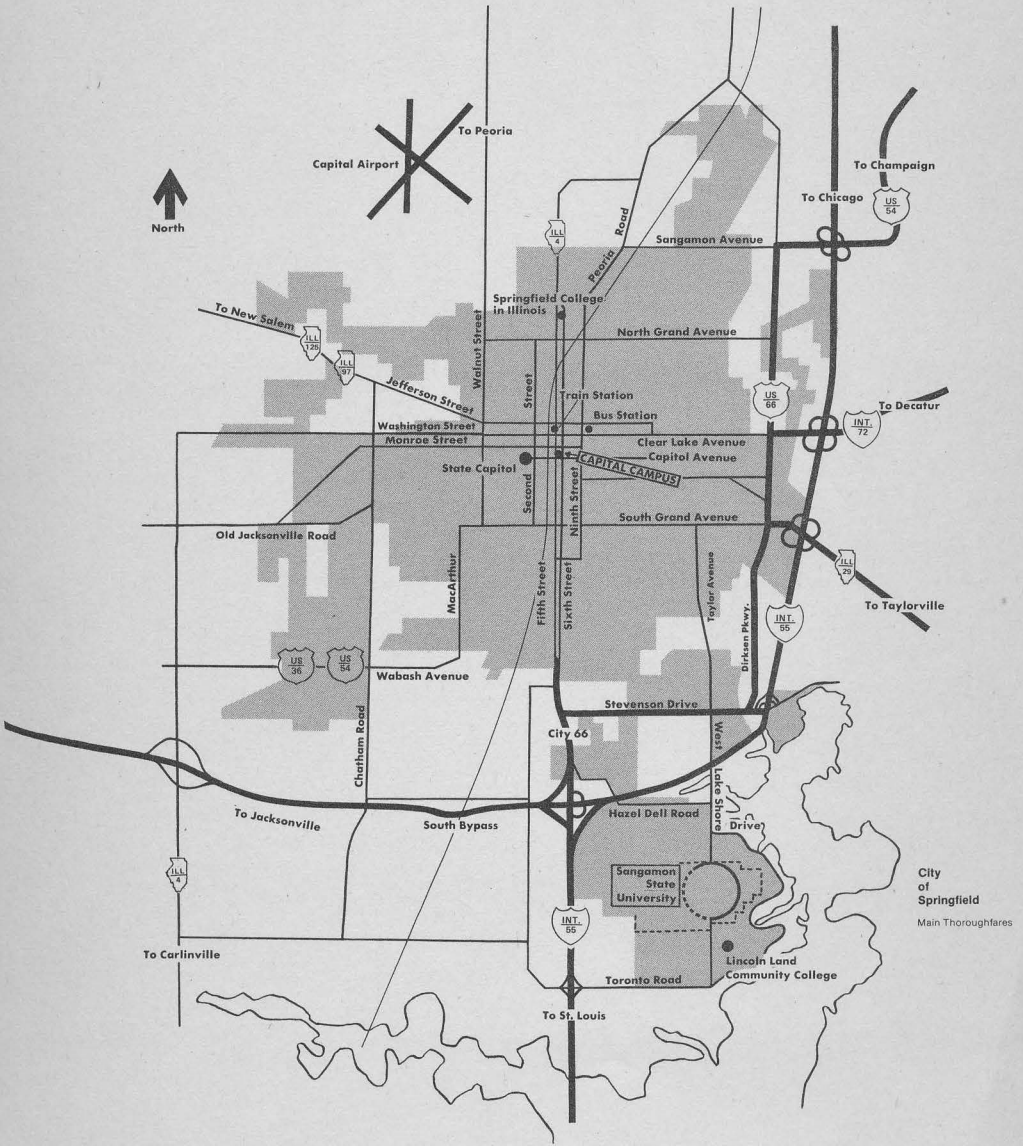 To Peoria
Capital Airport
North
To Champaign
To Chicago
US
54
ILL
4
Peoria Road
Sangamon Avenue
Springfield College
in Illinois
To New Salem
ILL
125
ILL
97
Walnut Street
North Grand Avenue
Jefferson Street
Street
Train Station
US
66
To Decatur
Bus Station
INT.
72
Washington Street
Monroe Street
Clear Lake Avenue
Capitol Avenue
State Capitol
CAPITAL CAMPUS
Second
Ninth Street
South Grand Avenue
Old Jacksonville Road
MacArthur
Fifth Street
Sixth Street
Taylor Avenue
ILL
29
To Taylorville
INT.
55
Dirksen Pkwy.
US
36
US
54
Wabash Avenue
Stevenson Drive
City 66
Chatham Road
West Lake Shore
Drive
To Jacksonville
South Bypass
Hazel Dell Road
ILL
4
Sangamon
State
University
City
of
Springfield
Main Thoroughfares
INT.
55
To Carlinville
Lincoln Land
Community College
Toronto Road
To St. Louis